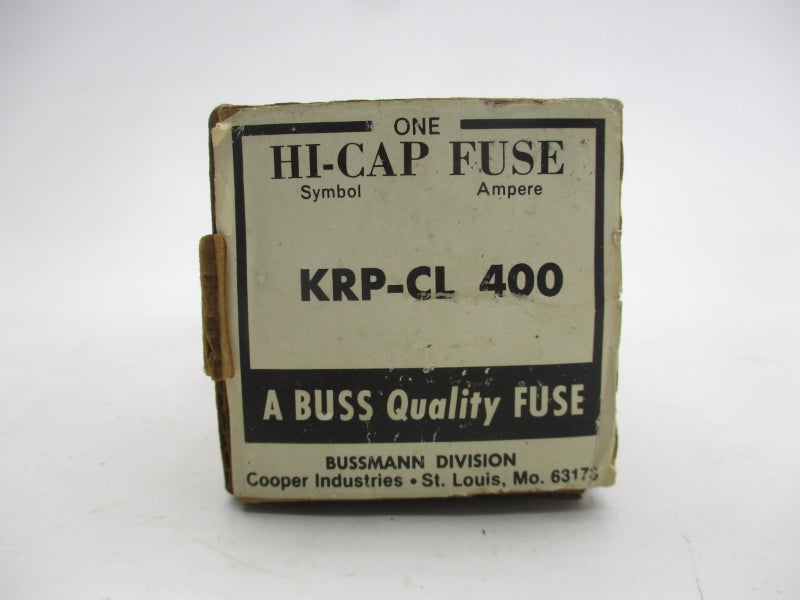 ONE
HI-CAP FUSE
Symbol Ampere
KRP-CL 400
A BUSS Quality FUSE
BUSSMANN DIVISION
Cooper Industries • St. Louis, Mo. 63178